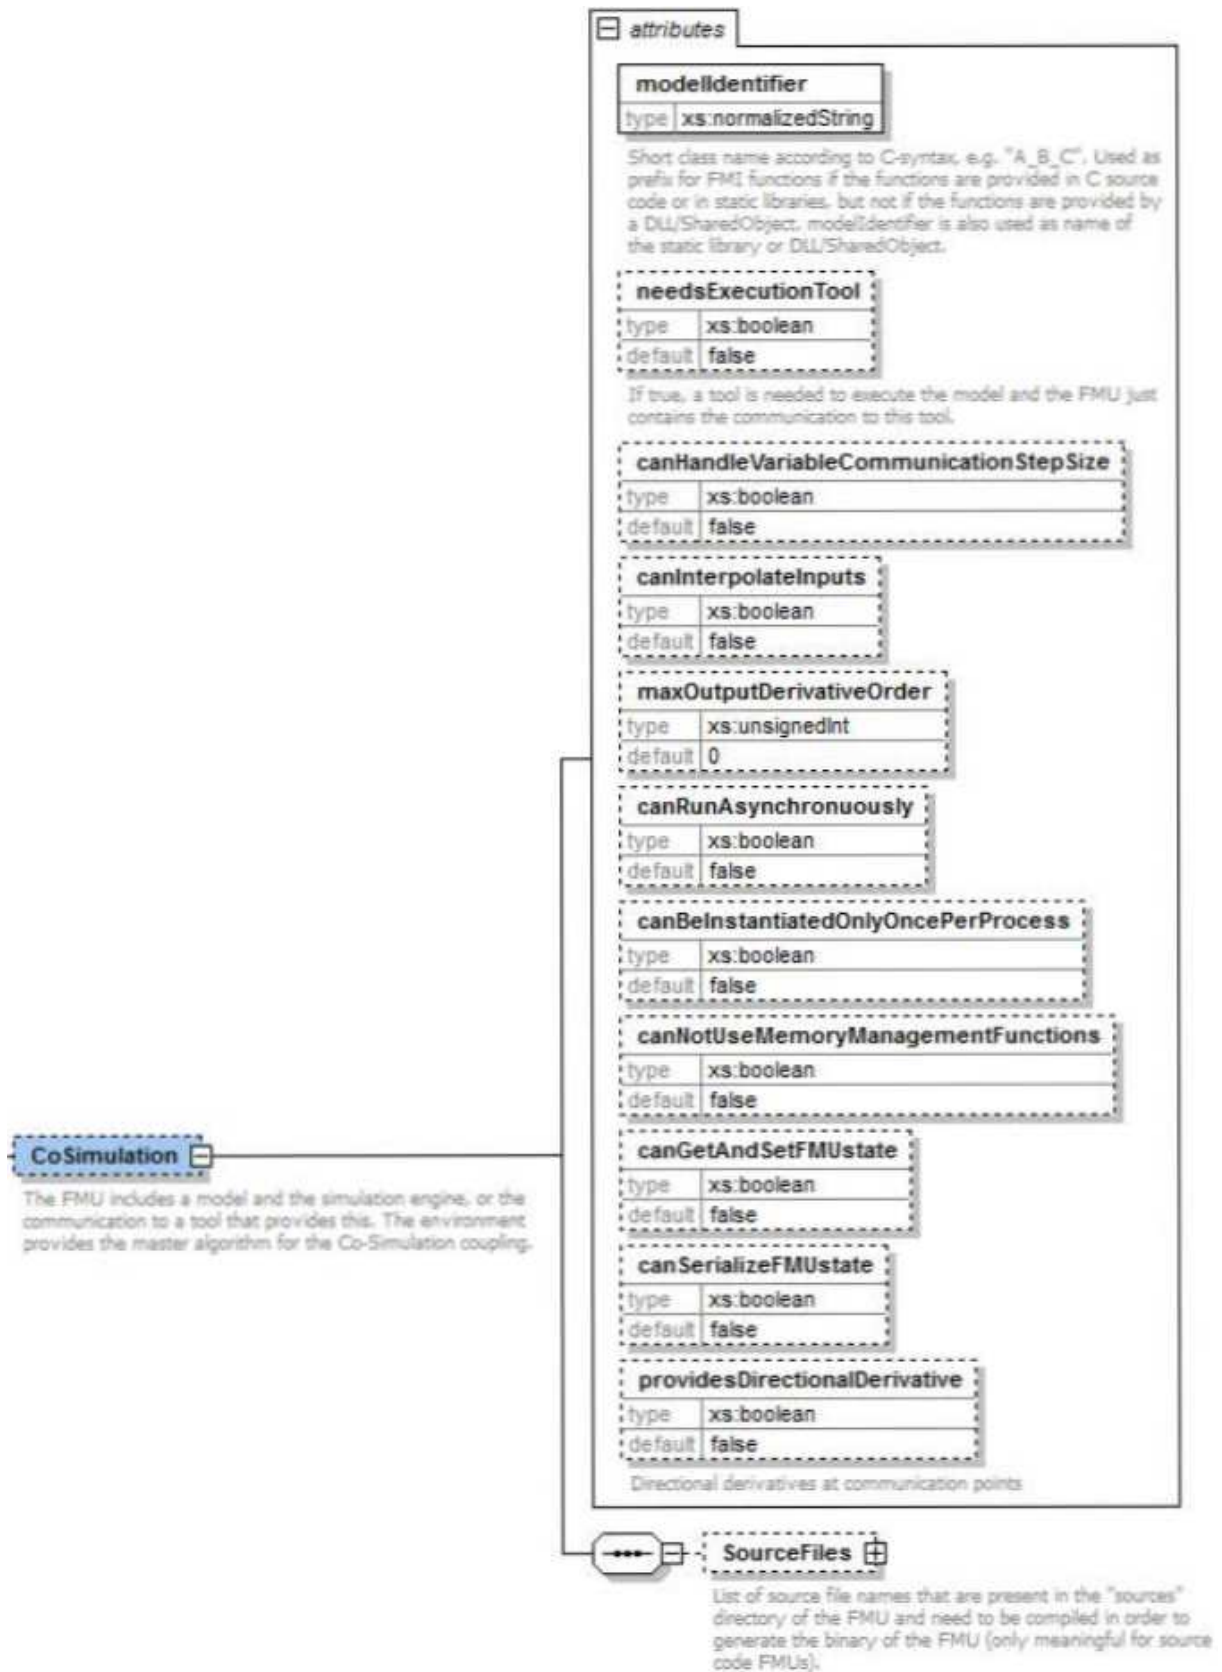 attributes
modelIdentifier
type xs:normalizedString
Short class name according to C-syntax, e.g. "A_B_C". Used as
prefix for FMI functions if the functions are provided in C source
code or in static libraries, but not if the functions are provided by
a DLL/SharedObject. modelIdentifier is also used as name of
the static library or DLL/SharedObject.
needsExecutionTool
type xs:boolean
default false
If true, a tool is needed to execute the model and the FMU just
contains the communication to this tool.
canHandleVariableCommunicationStepSize
type xs:boolean
default false
canInterpolateInputs
type xs:boolean
default false
maxOutputDerivativeOrder
type xs:unsignedInt
default 0
canRunAsynchronuously
type xs:boolean
default false
canBeInstantiatedOnlyOncePerProcess
type xs:boolean
default false
canNotUseMemoryManagementFunctions
type xs:boolean
default false
CoSimulation
The FMU includes a model and the simulation engine, or the
communication to a tool that provides this. The environment
provides the master algorithm for the Co-Simulation coupling.
canGetAndSetFMUstate
type xs:boolean
default false
canSerializeFMUstate
type xs:boolean
default false
providesDirectionalDerivative
type xs:boolean
default false
Directional derivatives at communication points
SourceFiles
List of source file names that are present in the "sources"
directory of the FMU and need to be compiled in order to
generate the binary of the FMU (only meaningful for source
code FMUs).